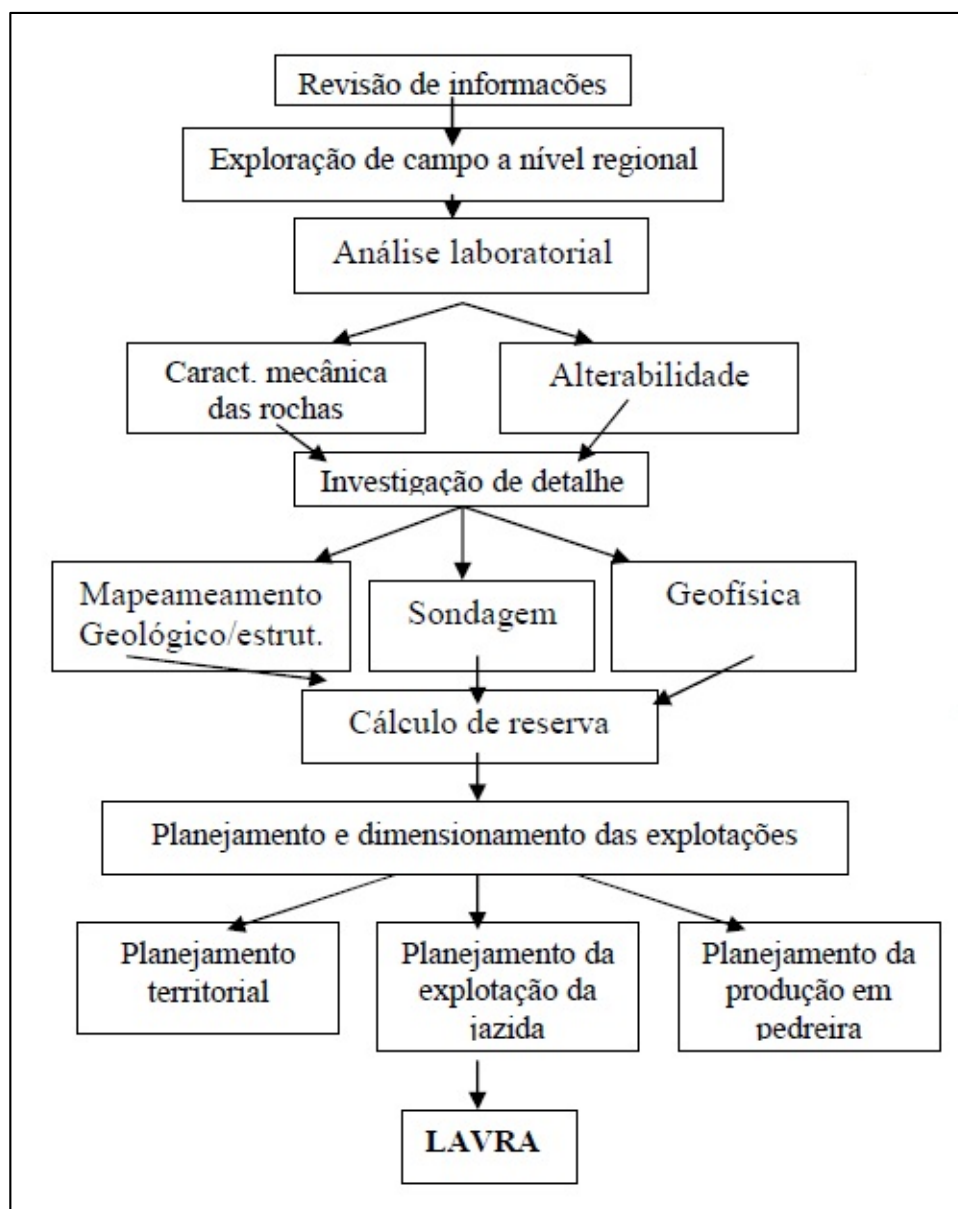 Revisão de informacões
Exploração de campo a nível regional
Análise laboratorial
Caract. mecânica
das rochas
Alterabilidade
Investigação de detalhe
Mapeameamento
Geológico/estrut.
Sondagem
Geofísica
Cálculo de reserva
Planejamento e dimensionamento das explotações
Planejamento
territorial
Planejamento da
explotação da
jazida
Planejamento da
produção em
pedreira
LAVRA